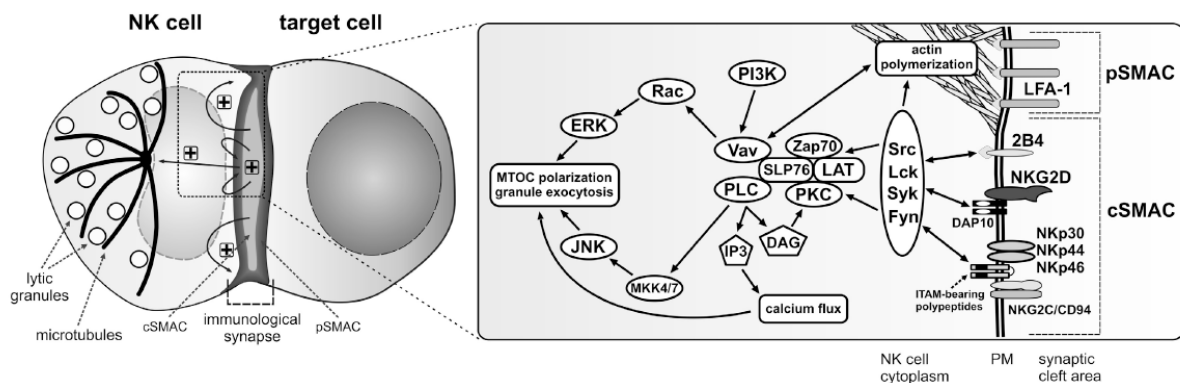 NK cell
target cell
lytic
granules
microtubules
cSMAC
immunological
synapse
pSMAC
actin
polymerization
PI3K
Rac
ERK
Vav
Zap70
SLP76
LAT
PLC
PKC
MTOC polarization
granule exocytosis
JNK
IP3
DAG
MKK4/7
calcium flux
Src
Lck
Syk
Fyn
LFA-1
2B4
NKG2D
DAP10
NKp30
NKp44
NKp46
ITAM-bearing
polypeptides
NKG2C/CD94
pSMAC
cSMAC
NK cell
cytoplasm
PM
synaptic
cleft area